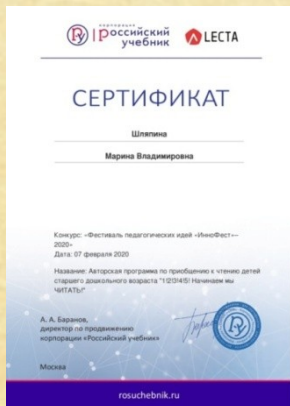 корпорация
российский
учебник
LECTA
СЕРТИФИКАТ
Шляпина
Марина Владимировна
Конкурс: «Фестиваль педагогических идей «ИнноФест»–
2020»
Дата: 07 февраля 2020
Название: Авторская программа по приобщению к чтению детей
старшего дошкольного возраста "1!2!3!4!5! Начинаем мы
ЧИТАТЬ!"
А. А. Баранов,
директор по продвижению
корпорации «Российский учебник»
Москва
rosuchebnik.ru